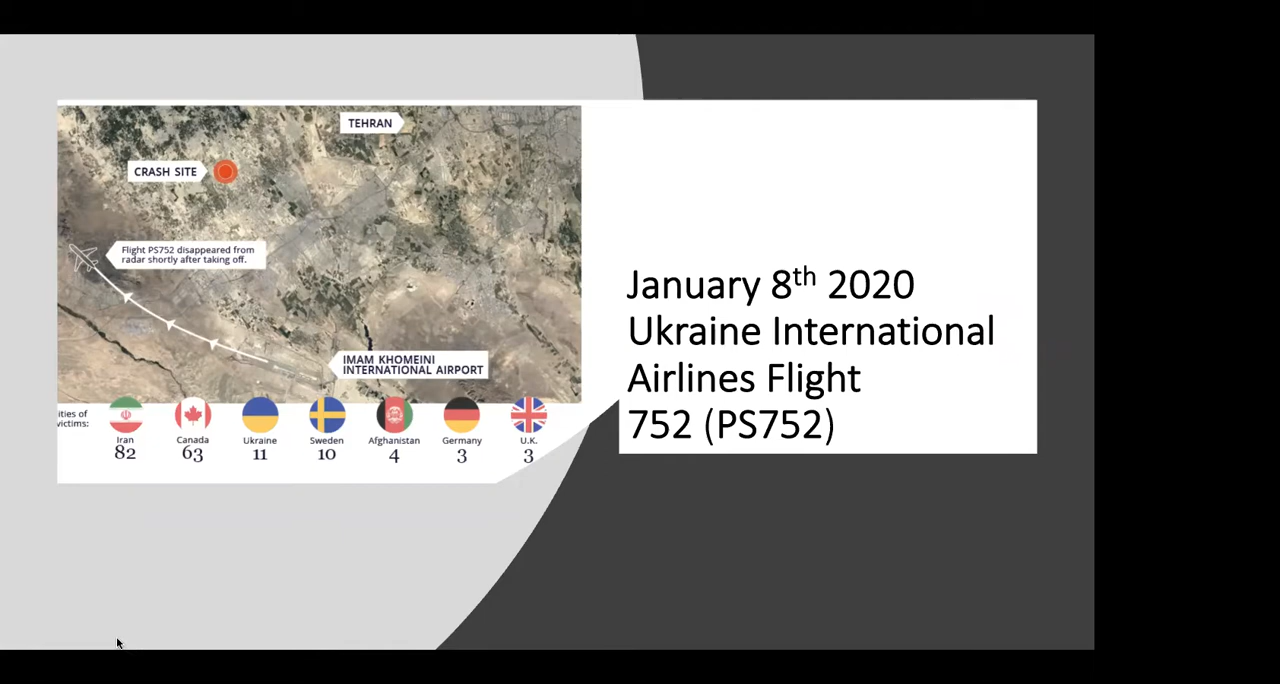 TEHRAN
CRASH SITE
Flight PS752 disappeared from
radar shortly after taking off.
IMAM KHOMEINI
INTERNATIONAL AIRPORT
ities of
victims:
Iran
82
Canada
63
Ukraine
11
Sweden
10
Afghanistan
4
Germany
3
U.K.
3
January 8th 2020
Ukraine International
Airlines Flight
752 (PS752)